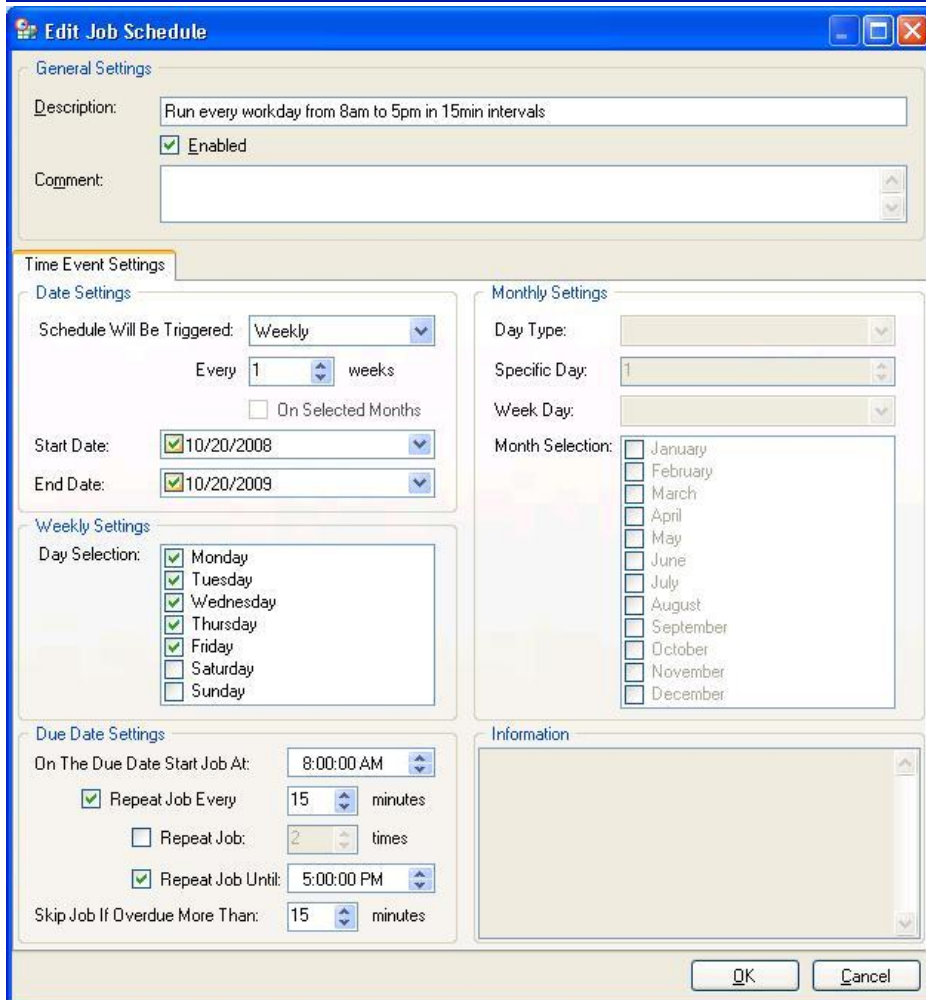 Edit Job Schedule
General Settings
Description: Run every workday from 8am to 5pm in 15min intervals
Enabled
Comment:
Time Event Settings
Date Settings
Schedule Will Be Triggered: Weekly
Every 1 weeks
On Selected Months
Start Date: 10/20/2008
End Date: 10/20/2009
Weekly Settings
Day Selection: Monday
Tuesday
Wednesday
Thursday
Friday
Saturday
Sunday
Due Date Settings
On The Due Date Start Job At: 8:00:00 AM
Repeat Job Every 15 minutes
Repeat Job: 2 times
Repeat Job Until: 5:00:00 PM
Skip Job If Overdue More Than: 15 minutes
Monthly Settings
Day Type:
Specific Day: 1
Week Day:
Month Selection: January
February
March
April
May
June
July
August
September
October
November
December
Information
OK Cancel